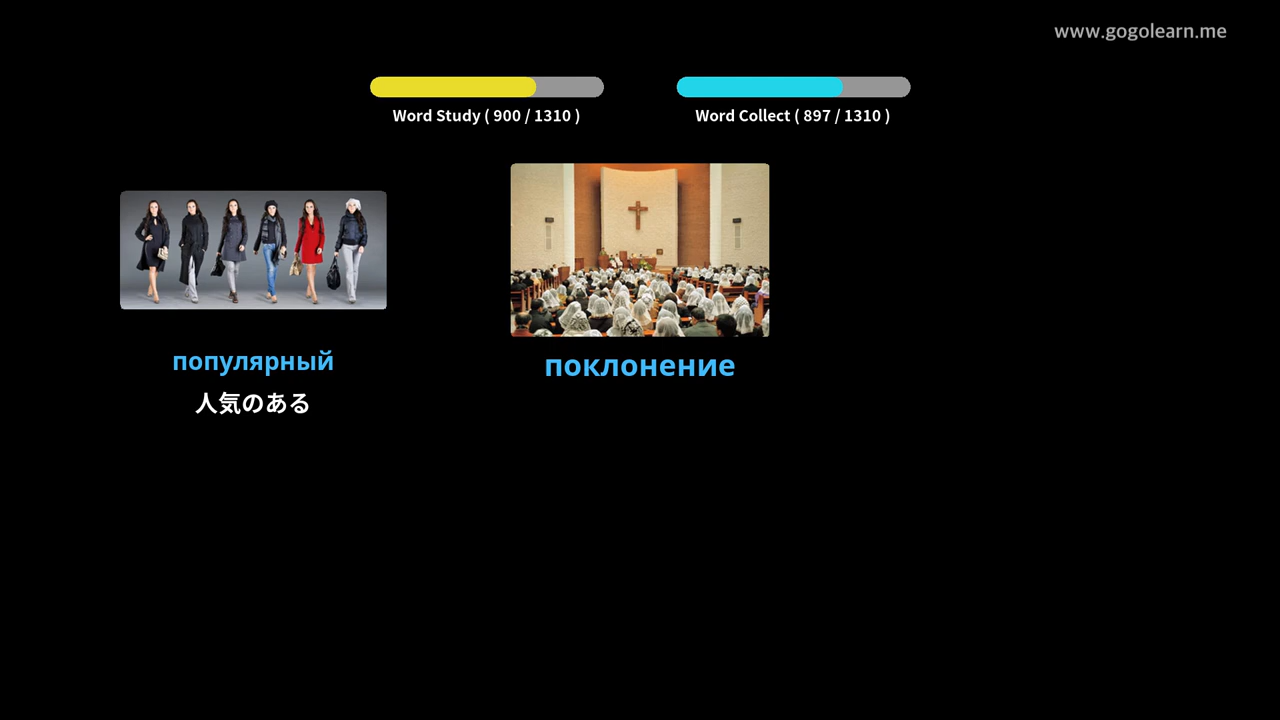 www.gogolearn.me
Word Study ( 900 / 1310 )
Word Collect ( 897 / 1310 )
популярный
人気のある
поклонение